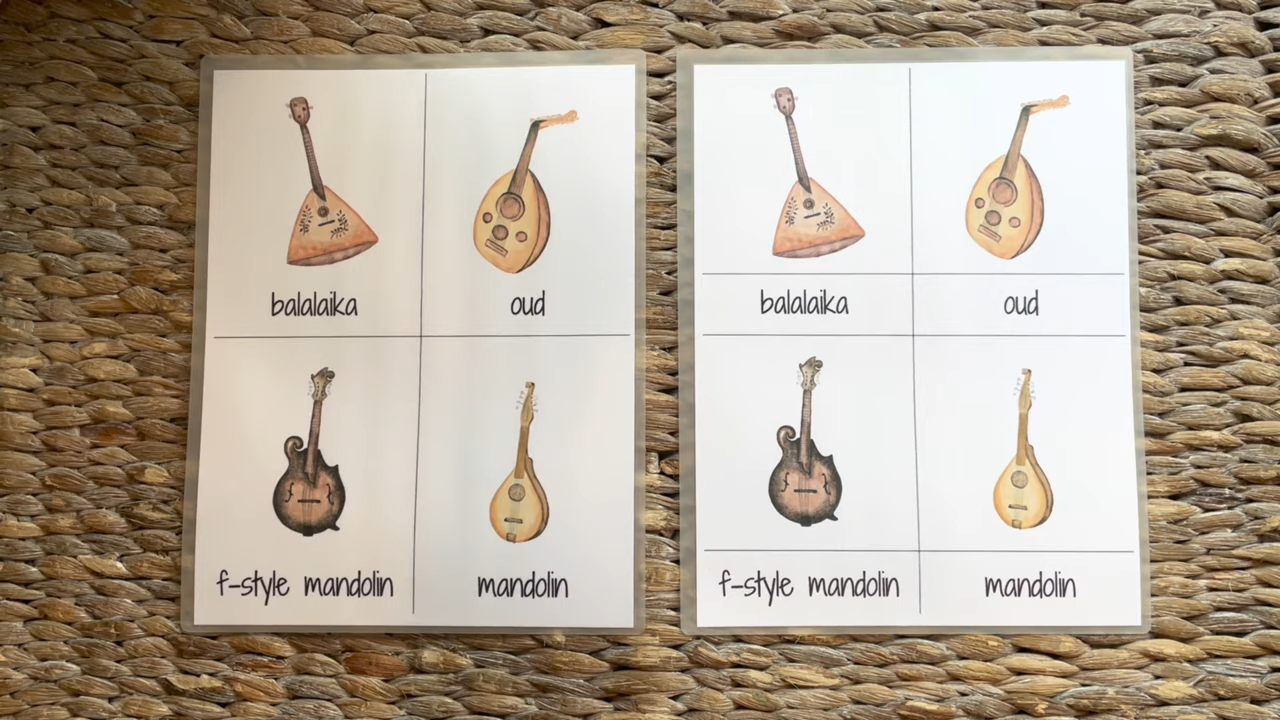 balalaika
oud
f-style mandolin
mandolin
balalaika
oud
f-style mandolin
mandolin